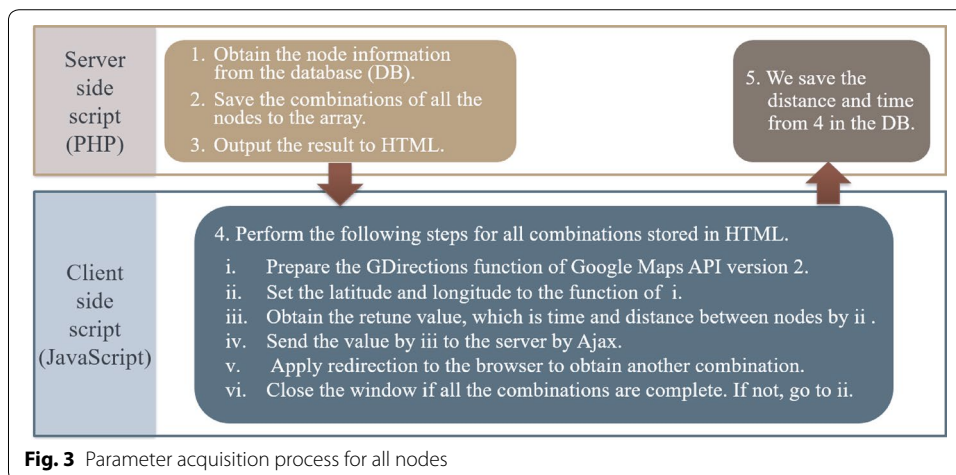 Server
side
script
(PHP)
1. Obtain the node information
from the database (DB).
2. Save the combinations of all the
nodes to the array.
3. Output the result to HTML.
5. We save the
distance and time
from 4 in the DB.
Client
side
script
(JavaScript)
4. Perform the following steps for all combinations stored in HTML.
i. Prepare the GDirections function of Google Maps API version 2.
ii. Set the latitude and longitude to the function of i.
iii. Obtain the retune value, which is time and distance between nodes by ii .
iv. Send the value by iii to the server by Ajax.
v. Apply redirection to the browser to obtain another combination.
vi. Close the window if all the combinations are complete. If not, go to ii.
Fig. 3 Parameter acquisition process for all nodes